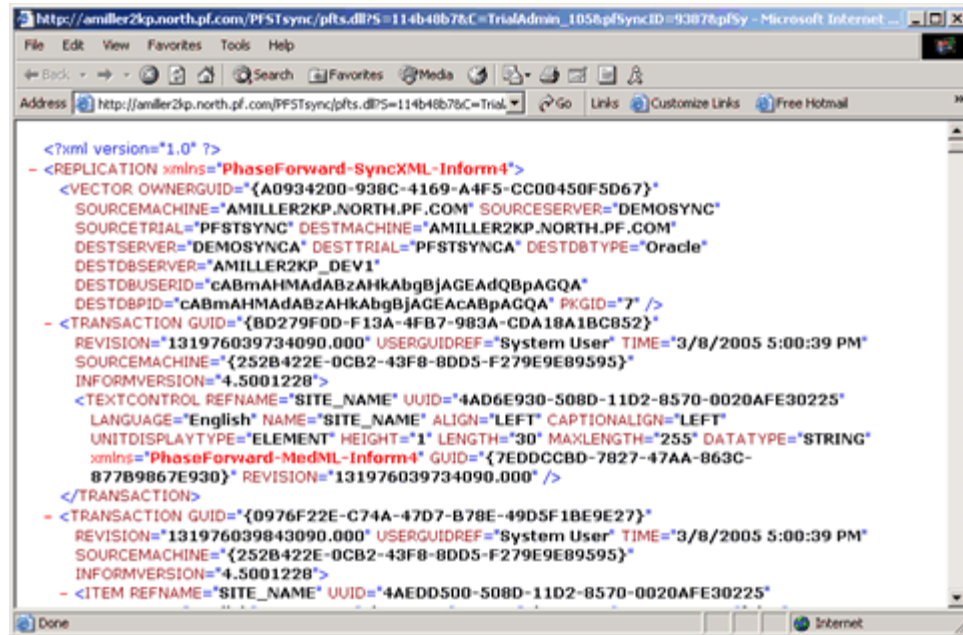 http://amiller2kp.north.pf.com/PFSTsync/pfts.dll?S=114b48b7&C=TrialAdmin_105&pfSyncID=9387&pfSy - Microsoft Internet ...
File Edit View Favorites Tools Help
Back Search Favorites Media
Address http://amiller2kp.north.pf.com/PFSTsync/pfts.dll?S=114b48b7&C=Trial Go Links Customize Links Free Hotmail
<?xml version="1.0" ?>
- <REPLICATION xmlns="PhaseForward-SyncXML-Inform4">
<VECTOR OWNERGUID="{A0934200-938C-4169-A4F5-CC00450F5D67}"
SOURCEMACHINE="AMILLER2KP.NORTH.PF.COM" SOURCESERVER="DEMOSYNC"
SOURCETRIAL="PFSTSYNC" DESTMACHINE="AMILLER2KP.NORTH.PF.COM"
DESTSERVER="DEMOSYNCA" DESTTRIAL="PFSTSYNCA" DESTDBTYPE="Oracle"
DESTDBSERVER="AMILLER2KP_DEV1"
DESTDBUSERID="cABmAHMAdABzAHkAbgBjAGEAdQBpAGQA"
DESTDBPID="cABmAHMAdABzAHkAbgBjAGEAcABpAGQA" PKGID="7" />
- <TRANSACTION GUID="{BD279F0D-F13A-4FB7-983A-CDA18A1BC852}"
REVISION="1319760397340​90.000" USERGUIDREF="System User" TIME="3/8/2005 5:00:39 PM"
SOURCEMACHINE="{252B422E-0CB2-43F8-8DD5-F279E9E89595}"
INFORMVERSION="4.5001228">
<TEXTCONTROL REFNAME="SITE_NAME" UUID="4AD6E930-508D-11D2-8570-0020AFE30225"
LANGUAGE="English" NAME="SITE_NAME" ALIGN="LEFT" CAPTIONALIGN="LEFT"
UNITDISPLAYTYPE="ELEMENT" HEIGHT="1" LENGTH="30" MAXLENGTH="255" DATATYPE="STRING"
xmlns="PhaseForward-MedML-Inform4" GUID="{7EDDCCBD-7827-47AA-863C-
877B9867E930}" REVISION="131976039734090.000" />
</TRANSACTION>
- <TRANSACTION GUID="{0976F22E-C74A-47D7-B78E-49D5F1BE9E27}"
REVISION="131976039843090.000" USERGUIDREF="System User" TIME="3/8/2005 5:00:39 PM"
SOURCEMACHINE="{252B422E-0CB2-43F8-8DD5-F279E9E89595}"
INFORMVERSION="4.5001228">
- <ITEM REFNAME="SITE_NAME" UUID="4AEDD500-508D-11D2-8570-0020AFE30225"
Done Internet